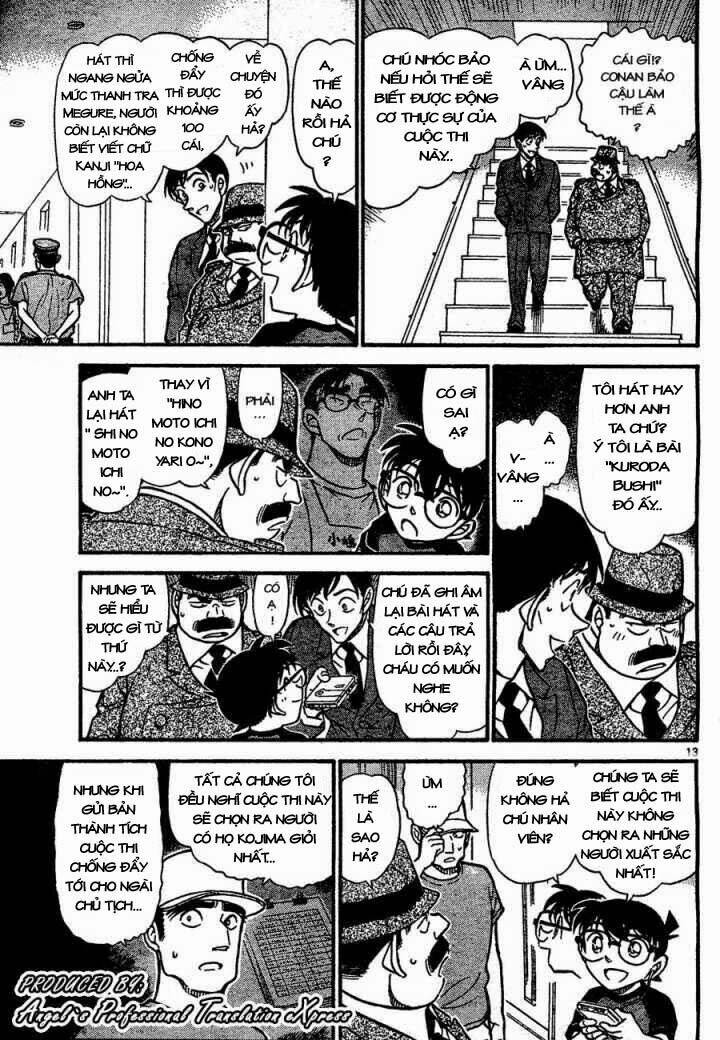 CÁI GÌ!?
CONAN BẢO
CẬU LÀM
THẾ À
?
À ỪM...
VÂNG
CHÚ NHÓC BẢO
NẾU HỎI THẾ SẼ
BIẾT ĐƯỢC ĐỘNG
CƠ THỰC SỰ CỦA
CUỘC THI
NÀY..
A,
THẾ
NÀO
RỒI HẢ
CHÚ
?
VỀ
CHUYỆN
ĐÓ
ẤY HẢ?
CHỐNG
ĐẨY
THÌ ĐƯỢC
KHOẢNG
100
CÁI,
HÁT THÌ
NGANG NGỬA
MỨC THANH TRA
MEGURE, NGƯỜI
CÒN LẠI KHÔNG
BIẾT VIẾT CHỮ
KANJI "HOA
HỒNG"...
TÔI HÁT HAY
HƠN ANH
TA CHỨ?
Ý TÔI LÀ BÀI
"KURODA
BUSHI"
ĐÓ ẤY..
À
...
V-
VÂNG
...
CÓ GÌ
SAI
Ạ?
PHẢI
...
THAY VÌ
"HINO
MOTO ICHI
NO KONO
YARI O~".
ANH TA
LẠI HÁT
" SHI NO
MOTO
ICHI
NO~".
小嶋
CHÚ ĐÃ GHI ÂM
LẠI BÀI HÁT VÀ
CÁC CÂU TRẢ
LỜI RỒI ĐÂY,
CHÁU CÓ MUỐN
NGHE
KHÔNG?
CÓ
Ạ
!
NHƯNG TA
SẼ HIỂU
ĐƯỢC GÌ TỪ
THỨ
NÀY..?
13
CHÚNG TA SẼ
BIẾT CUỘC THI
NÀY KHÔNG
CHỌN RA NHỮNG
NGƯỜI XUẤT SẮC
NHẤT!
ĐÚNG
KHÔNG HẢ
CHÚ NHÂN
VIÊN?
ỪM
...
THẾ
LÀ
SAO
HẢ?
TẤT CẢ CHÚNG TÔI
ĐỀU NGHĨ CUỘC THI NÀY
SẼ CHỌN RA NGƯỜI
CÓ HỌ KOJIMA GIỎI
NHẤT...
NHƯNG KHI
GỬI BẢN
THÀNH TÍCH
CUỘC THI
CHỐNG ĐẨY
TỚI CHO NGÀI
CHỦ TỊCH..
PRODUCED BY:
Angel's Professional Translation eXpress